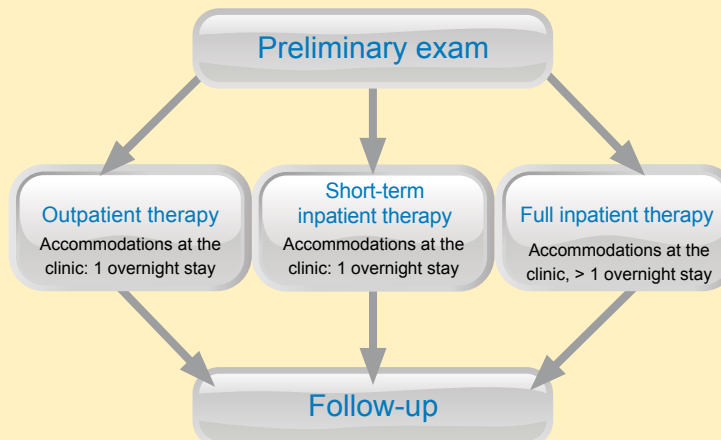 Preliminary exam
Outpatient therapy
Accommodations at the
clinic: 1 overnight stay
Short-term
inpatient therapy
Accommodations at the
clinic: 1 overnight stay
Full inpatient therapy
Accommodations at the
clinic, > 1 overnight stay
Follow-up